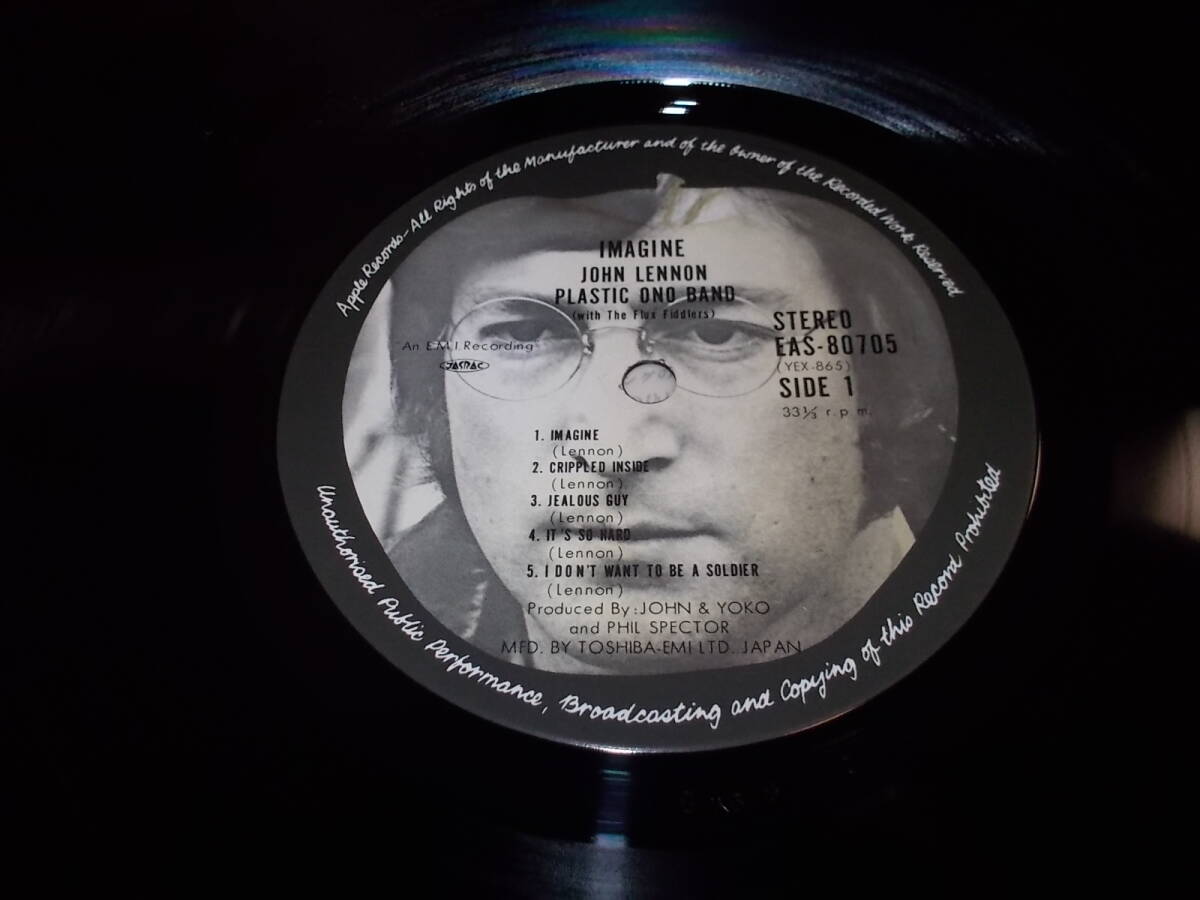 Apple Records-All Rights of the Manufacturer and of the Owner of the Recorded Work Reserved
IMAGINE
JOHN LENNON
PLASTIC ONO BAND
(with The Flux Fiddlers)
An E.M.I. Recording
JASRAC
STEREO
EAS-80705
(YEX-865)
SIDE 1
33⅓ r.p.m.
1. IMAGINE
(Lennon)
2. CRIPPLED INSIDE
(Lennon)
3. JEALOUS GUY
(Lennon)
4. IT'S SO HARD
(Lennon)
5. I DON'T WANT TO BE A SOLDIER
(Lennon)
Produced By: JOHN & YOKO
and PHIL SPECTOR
MFD. BY TOSHIBA-EMI LTD. JAPAN
Unauthorised Public Performance, Broadcasting and Copying of this Record Prohibited